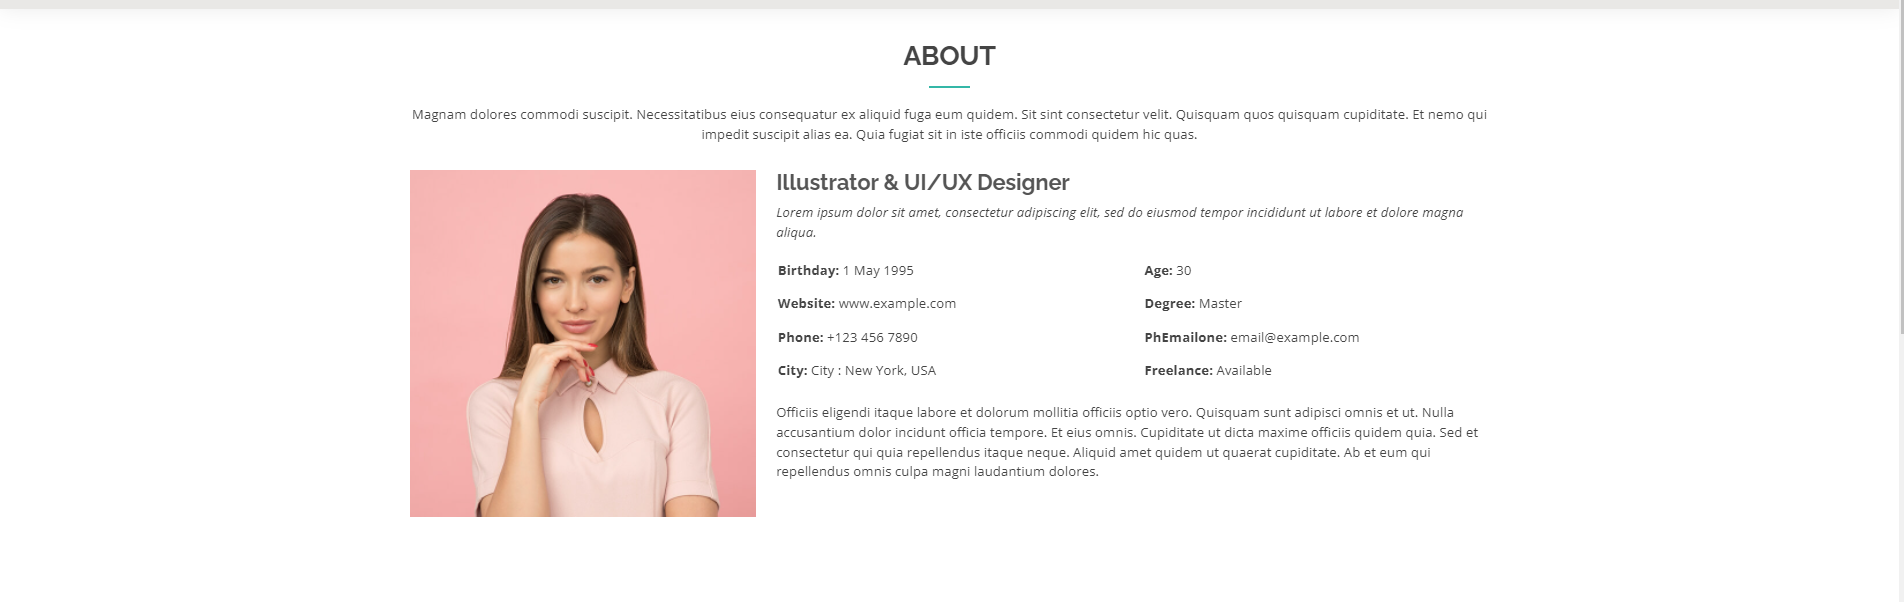 ABOUT
Magnam dolores commodi suscipit. Necessitatibus eius consequatur ex aliquid fuga eum quidem. Sit sint consectetur velit. Quisquam quos quisquam cupiditate. Et nemo qui
impedit suscipit alias ea. Quia fugiat sit in iste officiis commodi quidem hic quas.
Illustrator & UI/UX Designer
Lorem ipsum dolor sit amet, consectetur adipiscing elit, sed do eiusmod tempor incididunt ut labore et dolore magna
aliqua.
Birthday: 1 May 1995 Age: 30
Website: www.example.com Degree: Master
Phone: +123 456 7890 PhEmailone: email@example.com
City: City : New York, USA Freelance: Available
Officiis eligendi itaque labore et dolorum mollitia officiis optio vero. Quisquam sunt adipisci omnis et ut. Nulla
accusantium dolor incidunt officia tempore. Et eius omnis. Cupiditate ut dicta maxime officiis quidem quia. Sed et
consectetur qui quia repellendus itaque neque. Aliquid amet quidem ut quaerat cupiditate. Ab et eum qui
repellendus omnis culpa magni laudantium dolores.